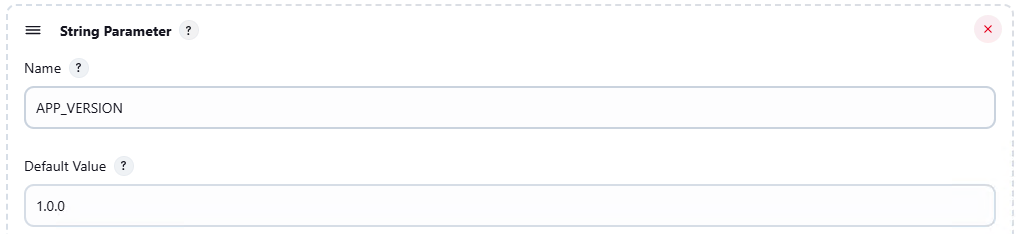 String Parameter ?
Name ?
APP_VERSION
Default Value ?
1.0.0